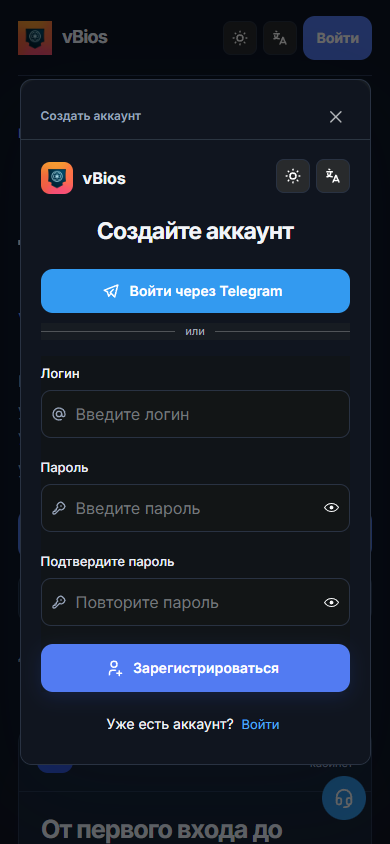 vBios
Войти
Создать аккаунт
vBios
Создайте аккаунт
Войти через Telegram
или
Логин
Введите логин
Пароль
Введите пароль
Подтвердите пароль
Повторите пароль
Зарегистрироваться
Уже есть аккаунт? Войти
От первого входа до